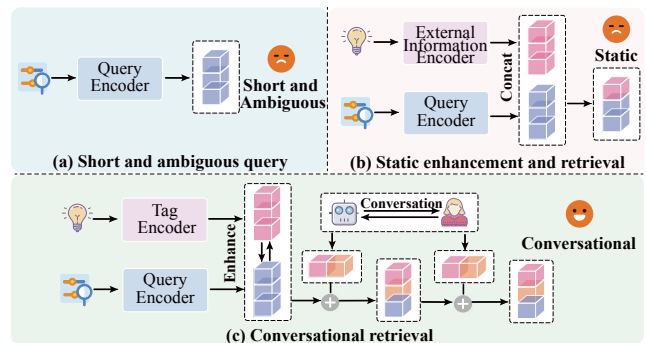 Query
Encoder
Short and
Ambiguous
(a) Short and ambiguous query
External
Information
Encoder
Static
Concat
Query
Encoder
(b) Static enhancement and retrieval
Tag
Encoder
Enhance
Conversation
Conversational
Query
Encoder
(c) Conversational retrieval